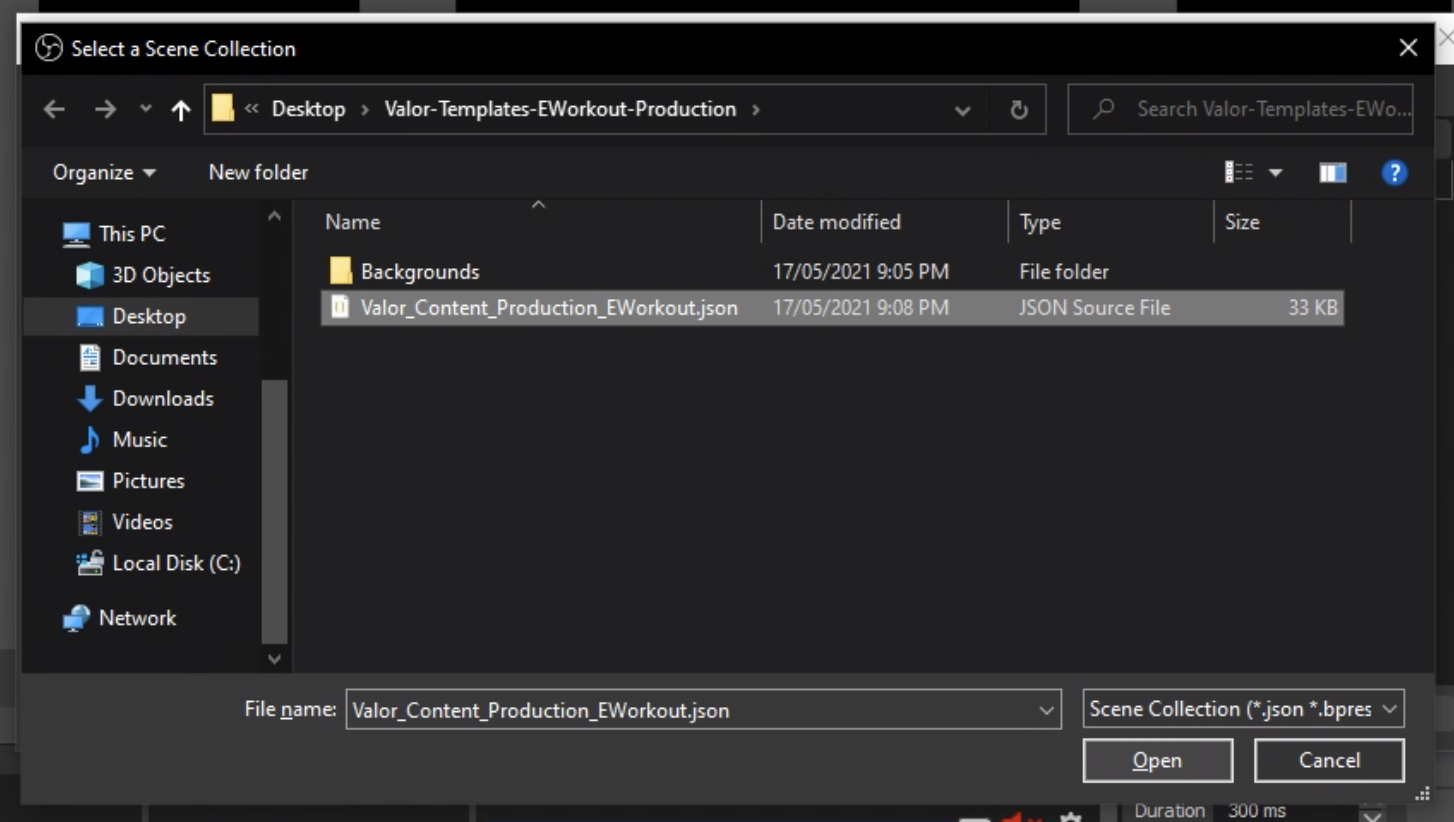 Select a Scene Collection
« Desktop > Valor-Templates-EWorkout-Production >
Search Valor-Templates-EWo...
Organize New folder
?
Name Date modified Type Size
Backgrounds 17/05/2021 9:05 PM File folder
Valor_Content_Production_EWorkout.json 17/05/2021 9:08 PM JSON Source File 33 KB
This PC
3D Objects
Desktop
Documents
Downloads
Music
Pictures
Videos
Local Disk (C:)
Network
File name: Valor_Content_Production_EWorkout.json Scene Collection (*.json *.bpres
Open Cancel
Duration 300 ms